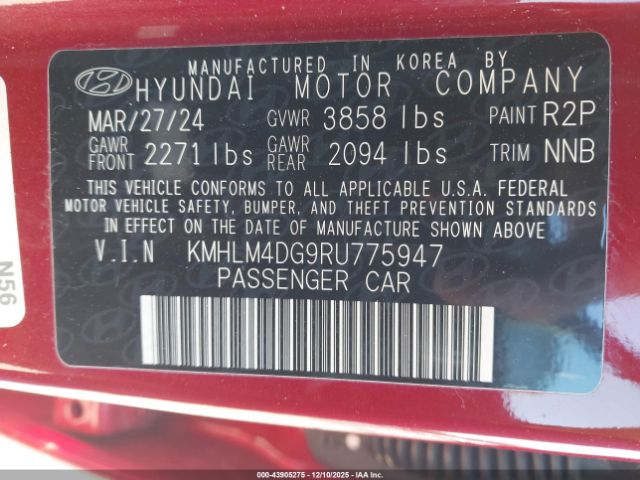 MANUFACTURED IN KOREA BY
HYUNDAI MOTOR COMPANY
MAR/27/24 GVWR 3858 lbs PAINT R2P
GAWR FRONT 2271 lbs GAWR REAR 2094 lbs TRIM NNB
THIS VEHICLE CONFORMS TO ALL APPLICABLE U.S.A. FEDERAL
MOTOR VEHICLE SAFETY, BUMPER, AND THEFT PREVENTION STANDARDS
IN EFFECT ON THE DATE OF MANUFACTURE SHOWN ABOVE
V.I.N KMHLM4DG9RU775947
PASSENGER CAR
N56
000-43905275 - 12/10/2025 - IAAI.COM